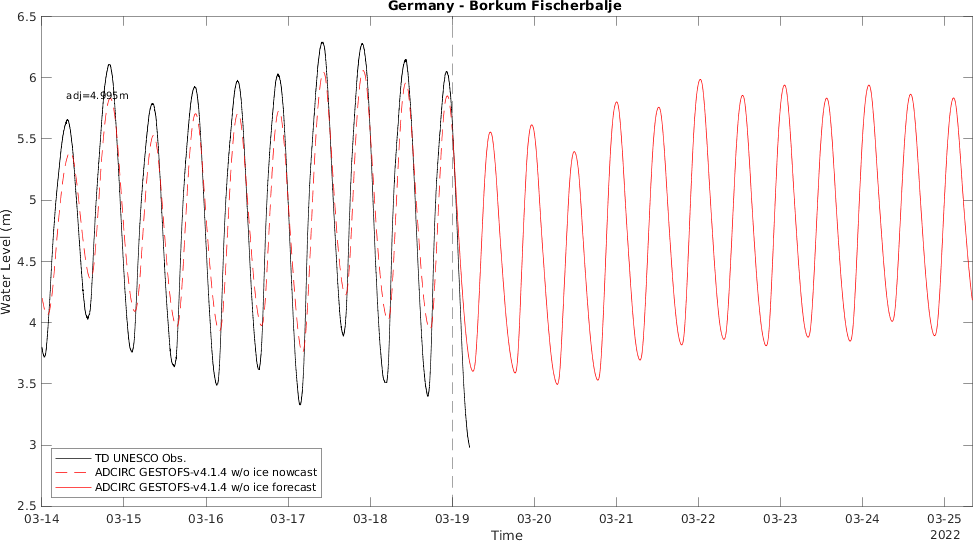 Germany - Borkum Fischerbalje
6.5
6
5.5
5
4.5
4
3.5
3
2.5
Water Level (m)
adj=4.995m
TD UNESCO Obs.
ADCIRC GESTOFS-v4.1.4 w/o ice nowcast
ADCIRC GESTOFS-v4.1.4 w/o ice forecast
03-14 03-15 03-16 03-17 03-18 03-19 03-20 03-21 03-22 03-23 03-24 03-25
Time
2022